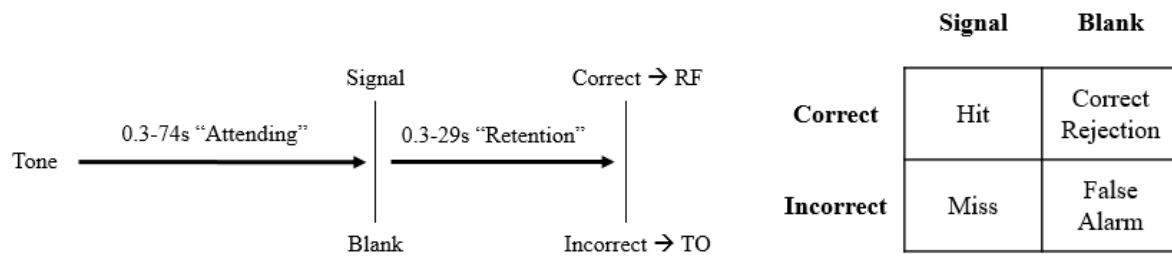 Signal Blank
Signal Correct → RF
0.3-74s “Attending” 0.3-29s “Retention”
Tone
Blank Incorrect → TO
Correct Hit Correct
Rejection
Incorrect Miss False
Alarm